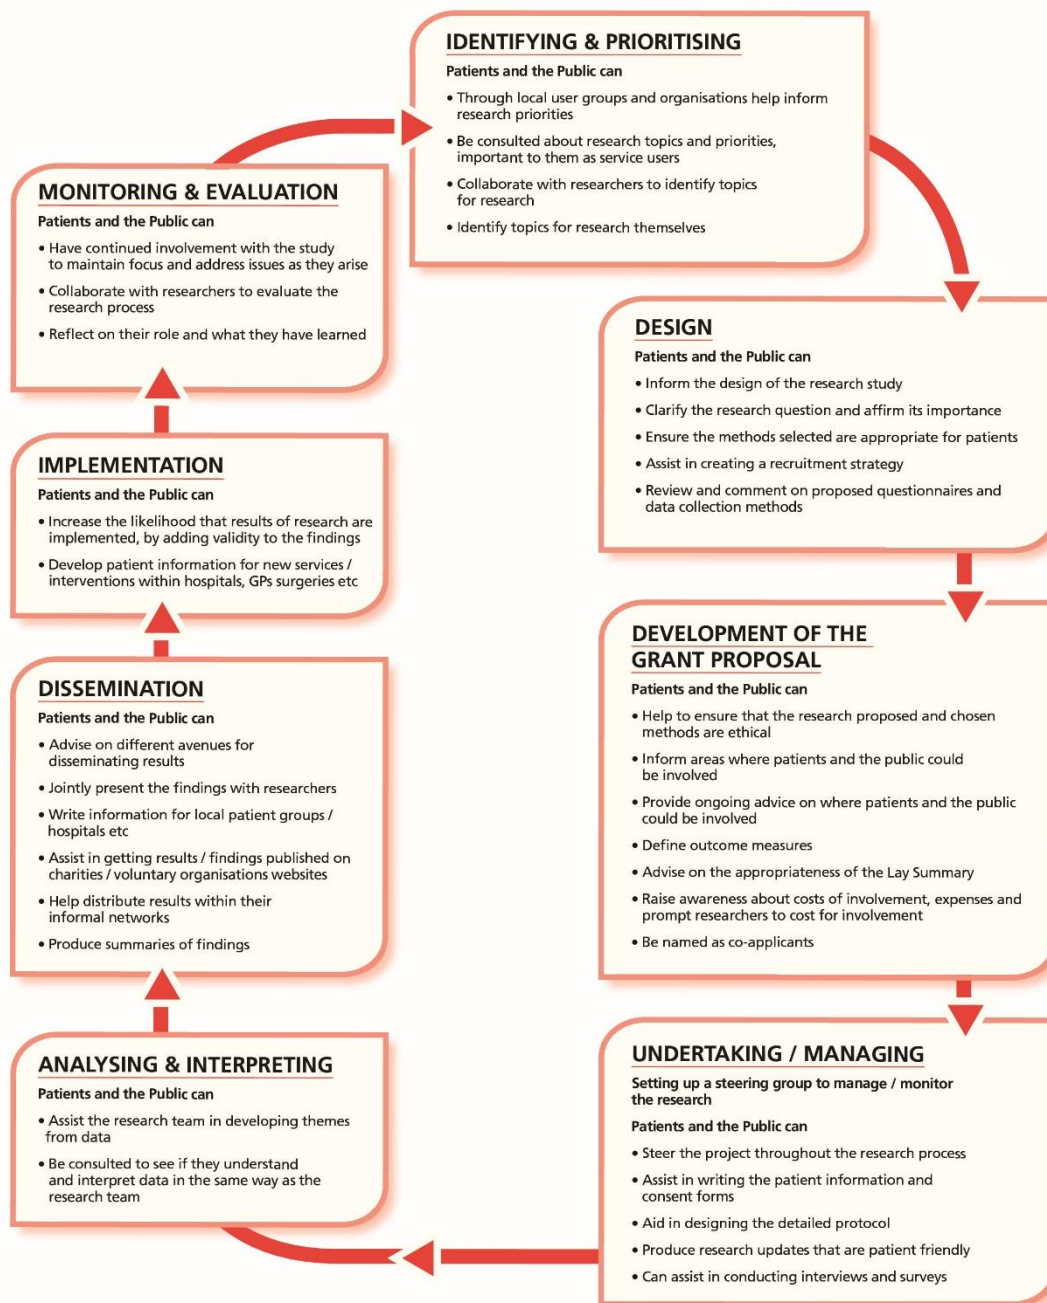 IDENTIFYING & PRIORITISING
Patients and the Public can
• Through local user groups and organisations help inform
research priorities
• Be consulted about research topics and priorities,
important to them as service users
• Collaborate with researchers to identify topics
for research
• Identify topics for research themselves
DESIGN
Patients and the Public can
• Inform the design of the research study
• Clarify the research question and affirm its importance
• Ensure the methods selected are appropriate for patients
• Assist in creating a recruitment strategy
• Review and comment on proposed questionnaires and
data collection methods
DEVELOPMENT OF THE
GRANT PROPOSAL
Patients and the Public can
• Help to ensure that the research proposed and chosen
methods are ethical
• Inform areas where patients and the public could
be involved
• Provide ongoing advice on where patients and the public
could be involved
• Define outcome measures
• Advise on the appropriateness of the Lay Summary
• Raise awareness about costs of involvement, expenses and
prompt researchers to cost for involvement
• Be named as co-applicants
UNDERTAKING / MANAGING
Setting up a steering group to manage / monitor
the research
Patients and the Public can
• Steer the project throughout the research process
• Assist in writing the patient information and
consent forms
• Aid in designing the detailed protocol
• Produce research updates that are patient friendly
• Can assist in conducting interviews and surveys
ANALYSING & INTERPRETING
Patients and the Public can
• Assist the research team in developing themes
from data
• Be consulted to see if they understand
and interpret data in the same way as the
research team
DISSEMINATION
Patients and the Public can
• Advise on different avenues for
disseminating results
• Jointly present the findings with researchers
• Write information for local patient groups /
hospitals etc
• Assist in getting results / findings published on
charities / voluntary organisations websites
• Help distribute results within their
informal networks
• Produce summaries of findings
IMPLEMENTATION
Patients and the Public can
• Increase the likelihood that results of research are
implemented, by adding validity to the findings
• Develop patient information for new services /
interventions within hospitals, GPs surgeries etc
MONITORING & EVALUATION
Patients and the Public can
• Have continued involvement with the study
to maintain focus and address issues as they arise
• Collaborate with researchers to evaluate the
research process
• Reflect on their role and what they have learned